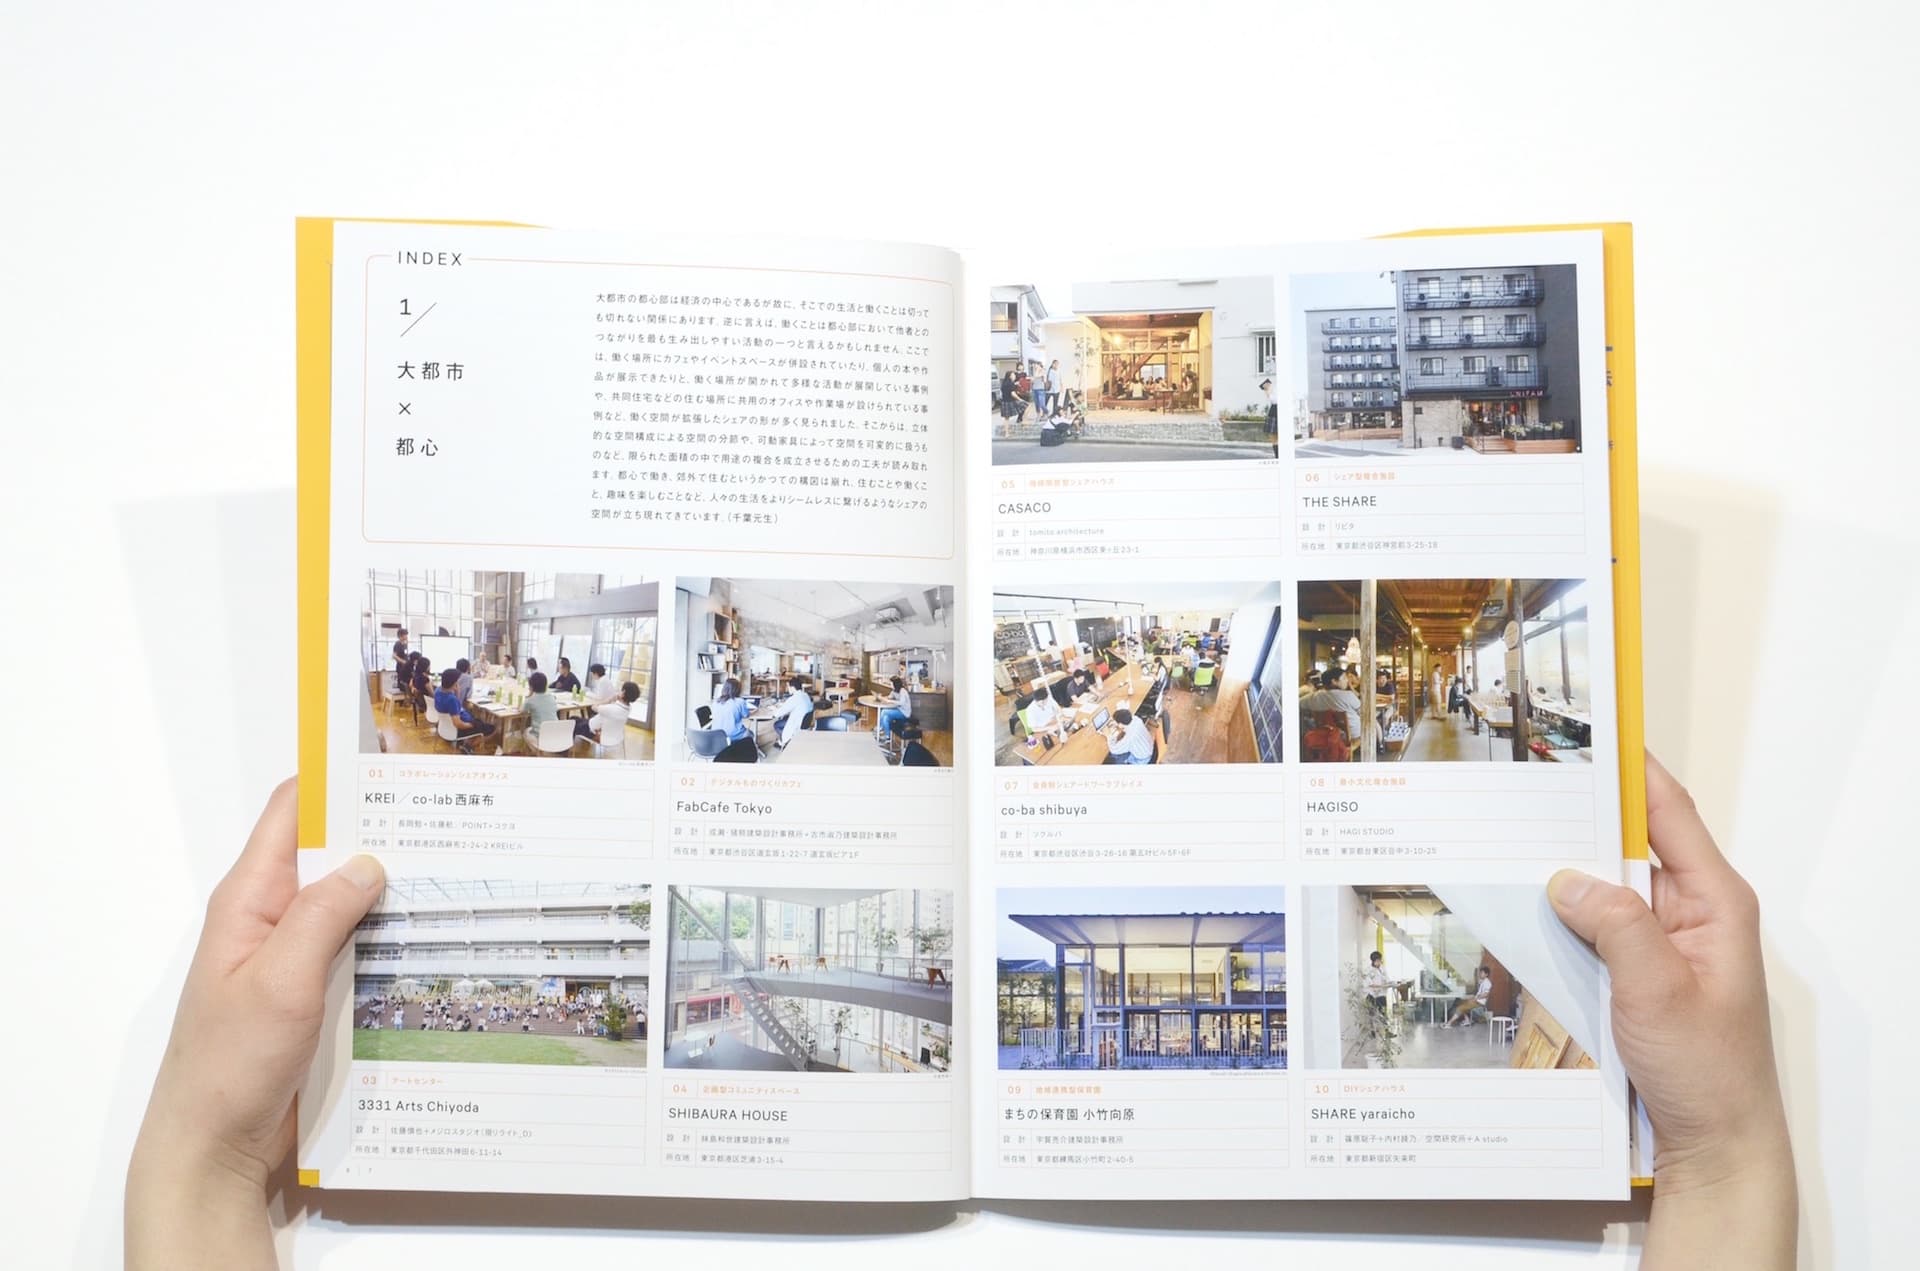 INDEX
1/
大都市
×
都心
大都市の都心部は経済の中心であるが故に、そこでの生活と働くことは切って
も切れない関係にあります。逆に言えば、働くことは都心部において他者との
つながりを最も生み出しやすい活動の一つと言えるかもしれません。ここで
は、働く場所にカフェやイベントスペースが併設されていたり、個人の本や作
品が展示できたりと、働く場所が開かれて多様な活動が展開している事例
や、共同住宅などの住む場所に共用のオフィスや作業場が設けられている事
例など、働く空間が拡張したシェアの形が多く見られました。そこからは、立体
的な空間構成による空間の分節や、可動家具によって空間を可変的に扱うも
のなど、限られた面積の中で用途の複合を成立させるための工夫が読み取れ
ます。都心で働き、郊外で住むというかつての構図は崩れ、住むことや働くこ
と、趣味を楽しむことなど、人々の生活をよりシームレスに繋げるようなシェアの
空間が立ち現れてきています。(千葉元生)
01 コラボレーションシェアオフィス
KREI/co-lab西麻布
設計 長岡勉+佐藤航/POINT+コクヨ
所在地 東京都港区西麻布2-24-2 KREIビル
02 デジタルものづくりカフェ
FabCafe Tokyo
設計 成瀬・猪熊建築設計事務所+古市淑乃建築設計事務所
所在地 東京都渋谷区道玄坂1-22-7 道玄坂ピア1F
03 アートセンター
3331 Arts Chiyoda
設計 佐藤慎也+メジロスタジオ(現リライト_D)
所在地 東京都千代田区外神田6-11-14
04 企画型コミュニティスペース
SHIBAURA HOUSE
設計 妹島和世建築設計事務所
所在地 東京都港区芝浦3-15-4
6 | 7
05 シェアハウス
CASACO
設計 tomito architecture
所在地 神奈川県横浜市西区東ヶ丘23-1
06 シェア型複合施設
THE SHARE
設計 リビタ
所在地 東京都渋谷区神宮前3-25-18
07 会員制シェアードワークプレイス
co-ba shibuya
設計 ツクルバ
所在地 東京都渋谷区渋谷3-26-16 第五叶ビル5F・6F
08 最小文化複合施設
HAGISO
設計 HAGI STUDIO
所在地 東京都台東区谷中3-10-25
09 地域連携型保育園
まちの保育園 小竹向原
設計 宇賀亮介建築設計事務所
所在地 東京都練馬区小竹町2-40-5
10 DIYシェアハウス
SHARE yaraicho
設計 篠原聡子+内村綾乃/空間研究所+A studio
所在地 東京都新宿区矢来町